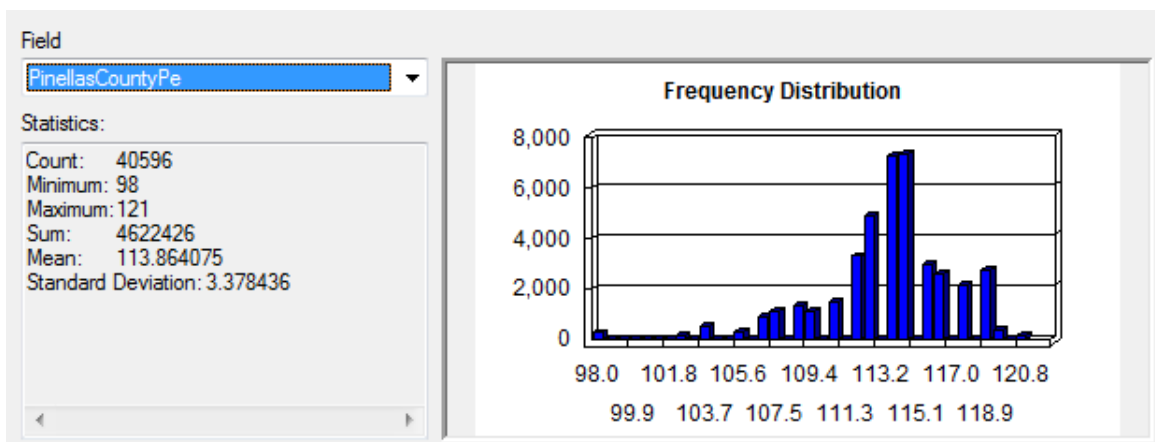 Field
PinellasCountyPe
Statistics:
Count: 40596
Minimum: 98
Maximum: 121
Sum: 4622426
Mean: 113.864075
Standard Deviation: 3.378436
Frequency Distribution
8,000
6,000
4,000
2,000
0
98.0 101.8 105.6 109.4 113.2 117.0 120.8
99.9 103.7 107.5 111.3 115.1 118.9